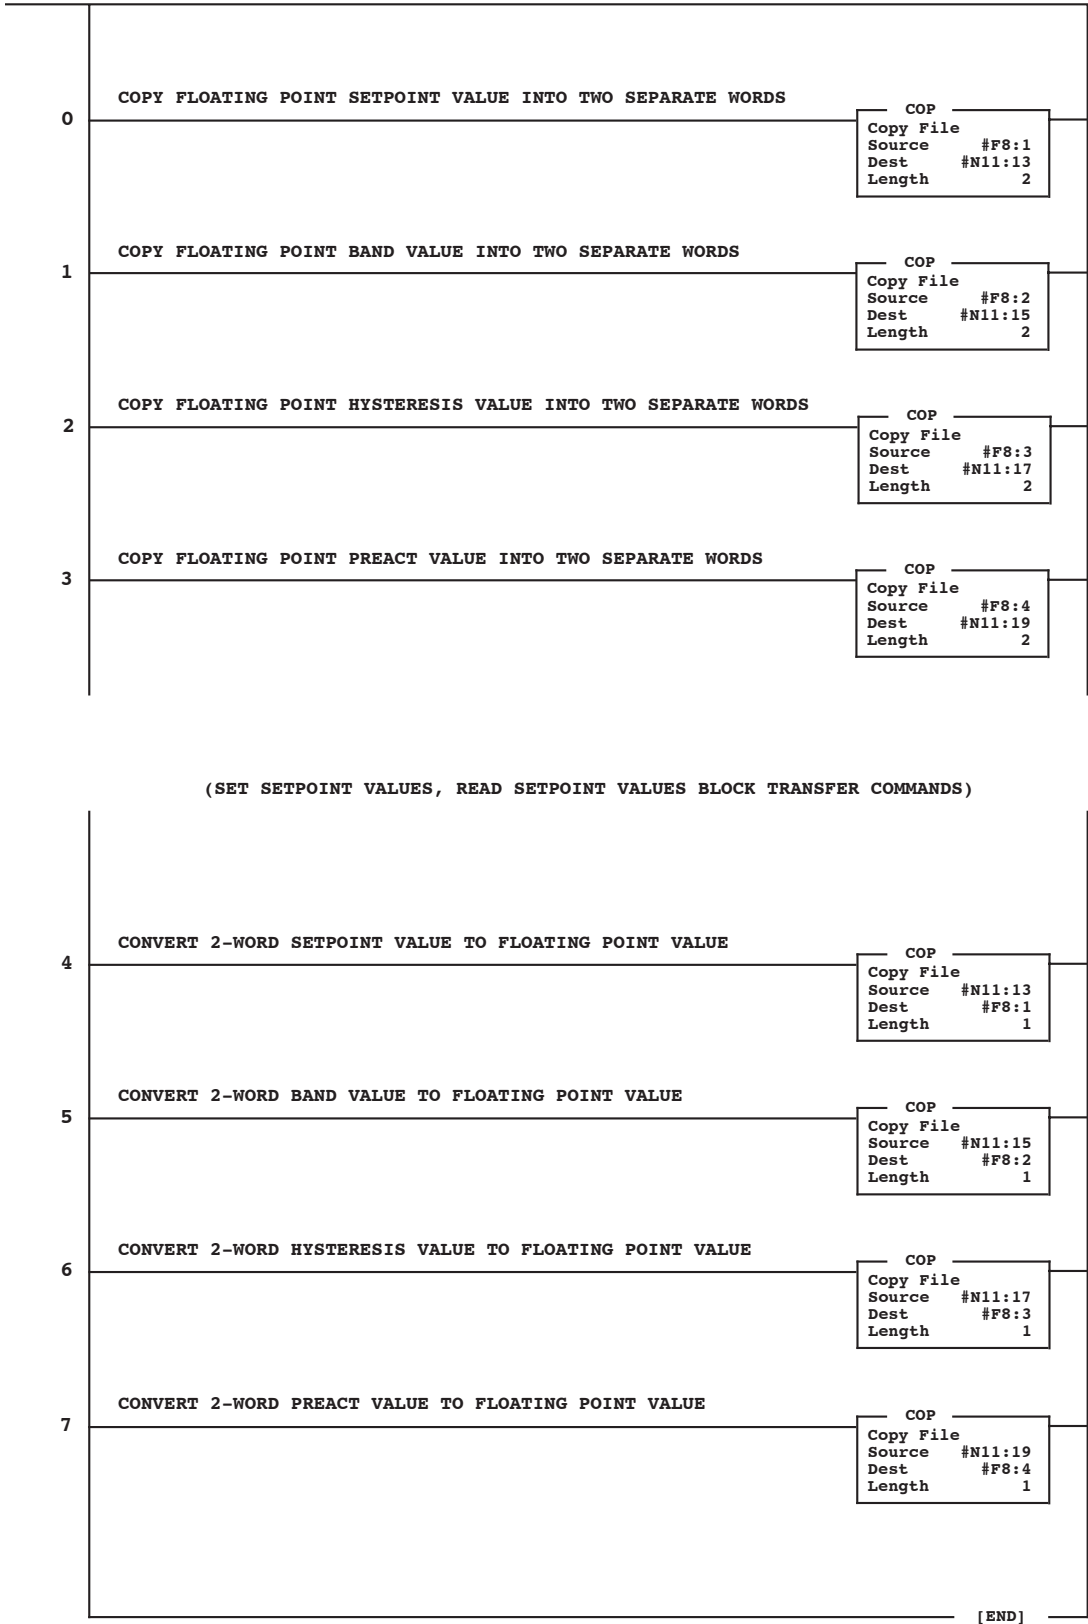 COPY FLOATING POINT SETPOINT VALUE INTO TWO SEPARATE WORDS
0
COP
Copy File
Source #F8:1
Dest #N11:13
Length 2
COPY FLOATING POINT BAND VALUE INTO TWO SEPARATE WORDS
1
COP
Copy File
Source #F8:2
Dest #N11:15
Length 2
COPY FLOATING POINT HYSTERESIS VALUE INTO TWO SEPARATE WORDS
2
COP
Copy File
Source #F8:3
Dest #N11:17
Length 2
COPY FLOATING POINT PREACT VALUE INTO TWO SEPARATE WORDS
3
COP
Copy File
Source #F8:4
Dest #N11:19
Length 2
(SET SETPOINT VALUES, READ SETPOINT VALUES BLOCK TRANSFER COMMANDS)
CONVERT 2-WORD SETPOINT VALUE TO FLOATING POINT VALUE
4
COP
Copy File
Source #N11:13
Dest #F8:1
Length 1
CONVERT 2-WORD BAND VALUE TO FLOATING POINT VALUE
5
COP
Copy File
Source #N11:15
Dest #F8:2
Length 1
CONVERT 2-WORD HYSTERESIS VALUE TO FLOATING POINT VALUE
6
COP
Copy File
Source #N11:17
Dest #F8:3
Length 1
CONVERT 2-WORD PREACT VALUE TO FLOATING POINT VALUE
7
COP
Copy File
Source #N11:19
Dest #F8:4
Length 1
[END]